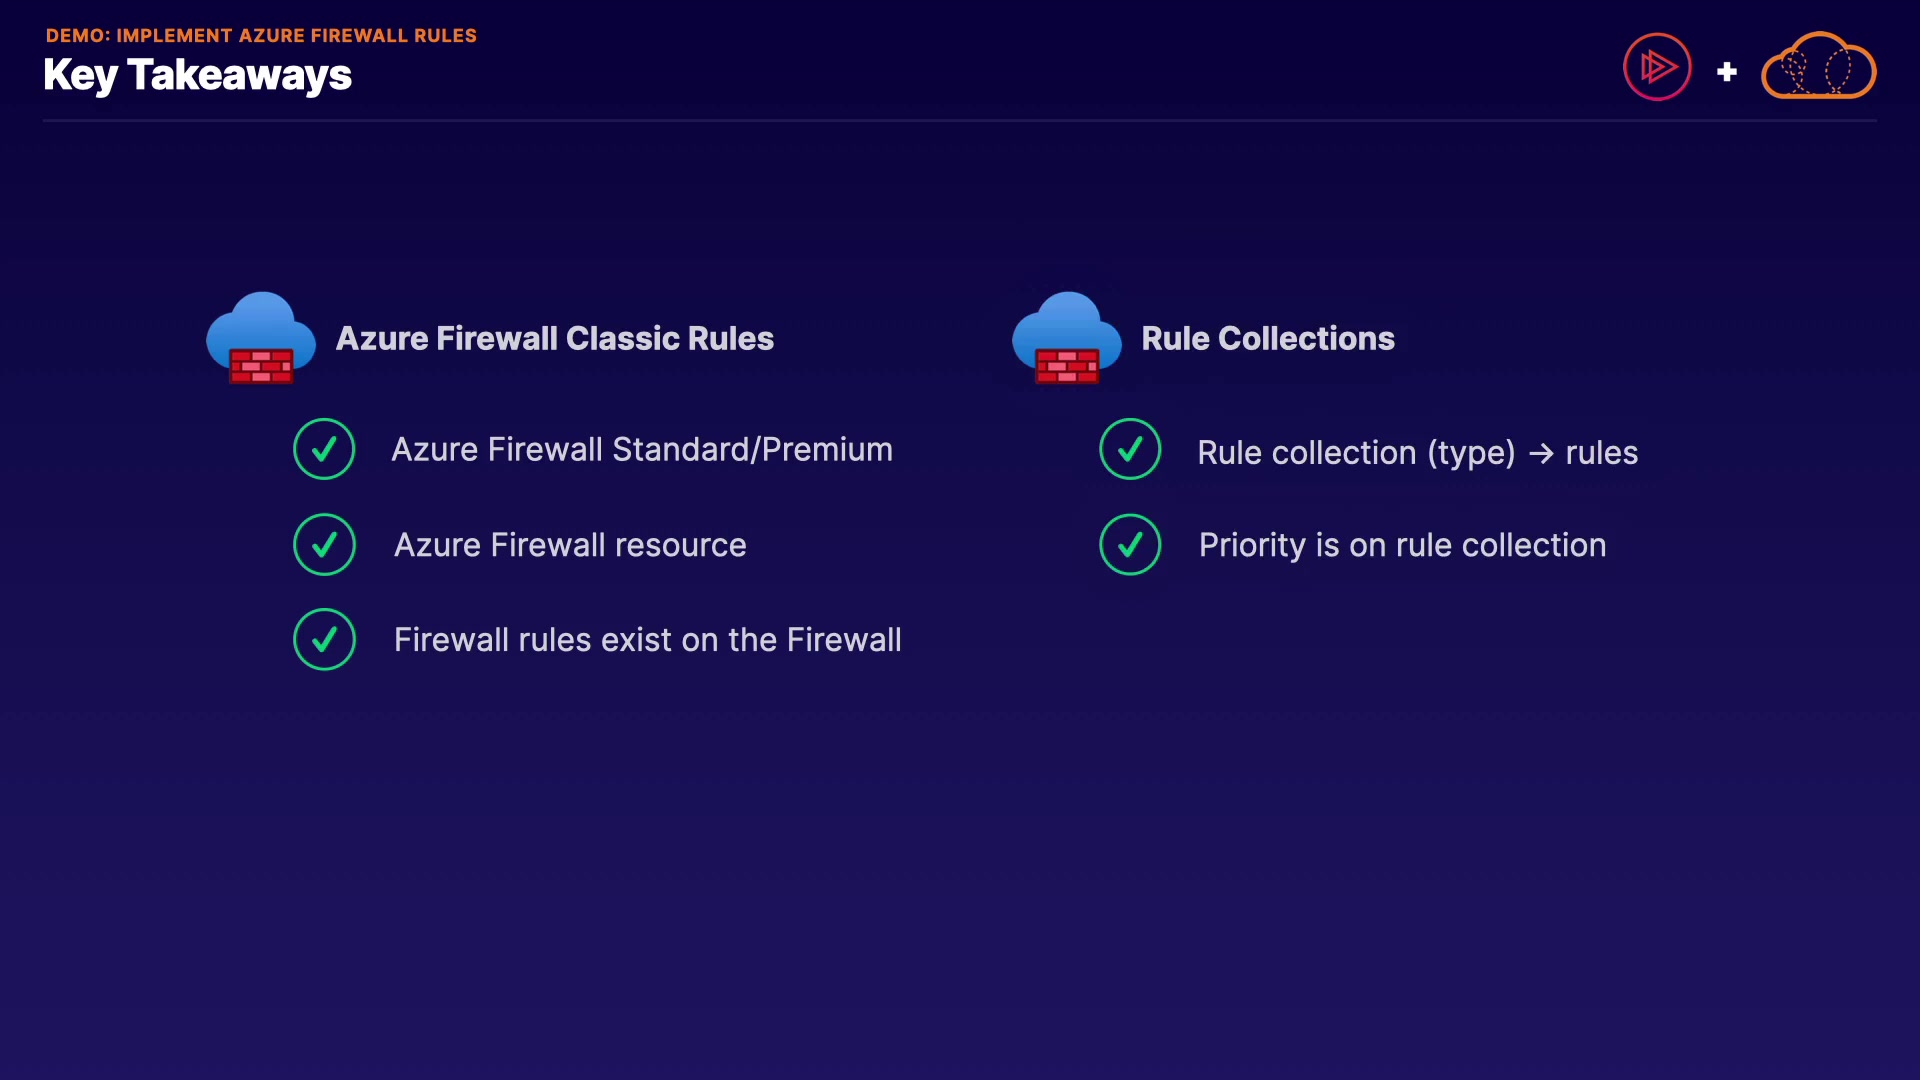 DEMO: IMPLEMENT AZURE FIREWALL RULES
Key Takeaways
Azure Firewall Classic Rules
Azure Firewall Standard/Premium
Azure Firewall resource
Firewall rules exist on the Firewall
Rule Collections
Rule collection (type) → rules
Priority is on rule collection